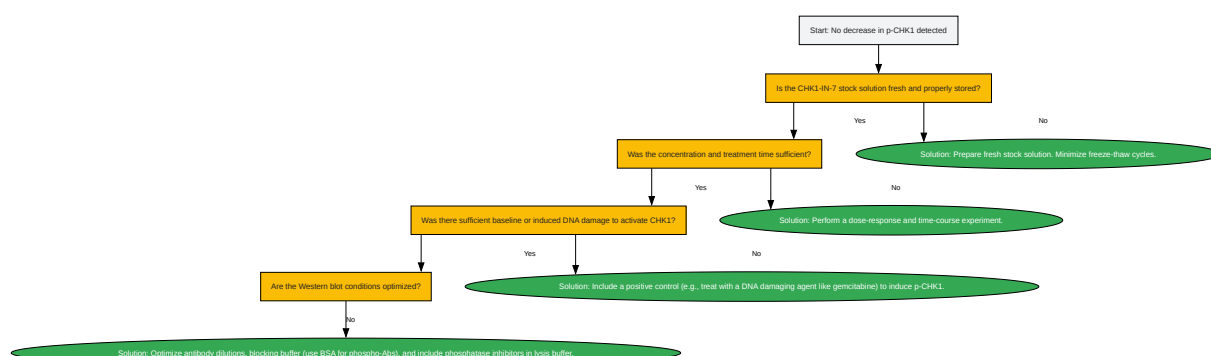 Start: No decrease in p-CHK1 detected
Is the CHK1-IN-7 stock solution fresh and properly stored?
Yes
No
Was the concentration and treatment time sufficient?
Solution: Prepare fresh stock solution. Minimize freeze-thaw cycles.
Yes
No
Was there sufficient baseline or induced DNA damage to activate CHK1?
Solution: Perform a dose-response and time-course experiment.
Yes
No
Are the Western blot conditions optimized?
Solution: Include a positive control (e.g., treat with a DNA damaging agent like gemcitabine) to induce p-CHK1.
No
Solution: Optimize antibody dilutions, blocking buffer (use BSA for phospho-Abs), and include phosphatase inhibitors in lysis buffer.